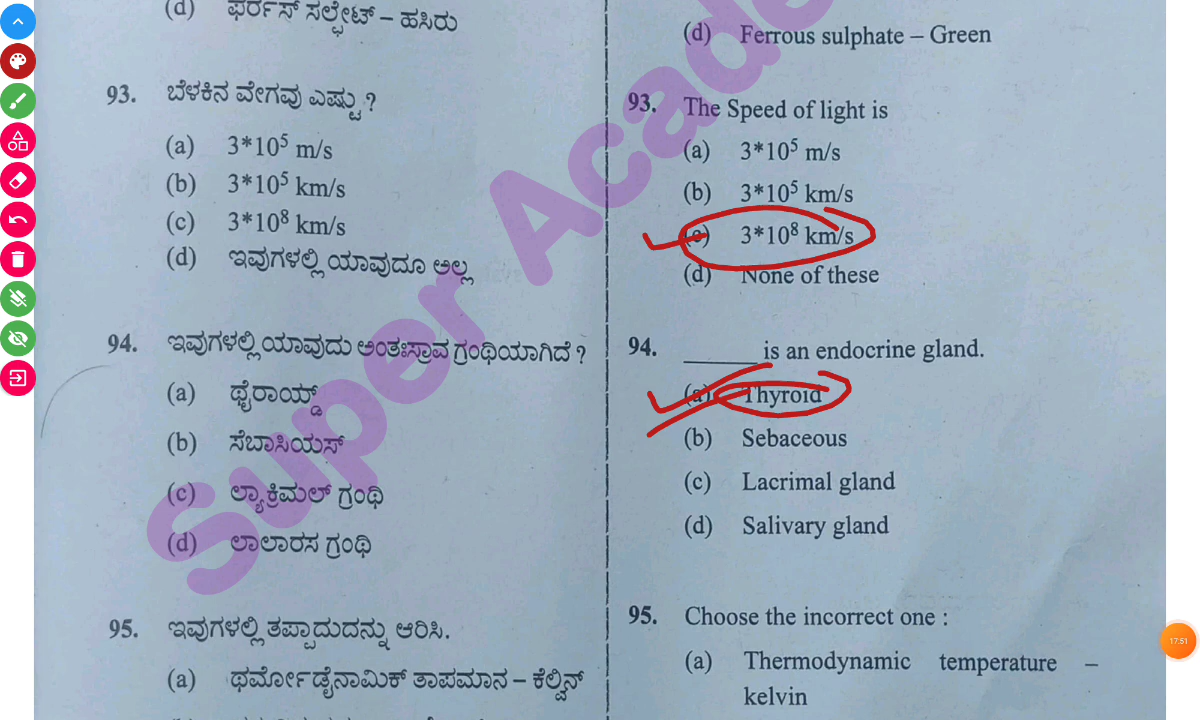 (d) ಫೆರ್ರಸ್ ಸಲ್ಫೇಟ್ – ಹಸಿರು
93. ಬೆಳಕಿನ ವೇಗವು ಎಷ್ಟು ?
(a) 3*10⁵ m/s
(b) 3*10⁵ km/s
(c) 3*10⁸ km/s
(d) ಇವುಗಳಲ್ಲಿ ಯಾವುದೂ ಅಲ್ಲ
94. ಇವುಗಳಲ್ಲಿ ಯಾವುದು ಅಂತಃಸ್ರಾವ ಗ್ರಂಥಿಯಾಗಿದೆ ?
(a) ಥೈರಾಯ್ಡ್
(b) ಸೆಬಾಸಿಯಸ್
(c) ಲ್ಯಾಕ್ರಿಮಲ್ ಗ್ರಂಥಿ
(d) ಲಾಲಾರಸ ಗ್ರಂಥಿ
95. ಇವುಗಳಲ್ಲಿ ತಪ್ಪಾದುದನ್ನು ಆರಿಸಿ.
(a) ಥರ್ಮೋಡೈನಾಮಿಕ್ ತಾಪಮಾನ – ಕೆಲ್ವಿನ್
(d) Ferrous sulphate – Green
93. The Speed of light is
(a) 3*10⁵ m/s
(b) 3*10⁵ km/s
(c) 3*10⁸ km/s
(d) None of these
94. ______ is an endocrine gland.
(a) Thyroid
(b) Sebaceous
(c) Lacrimal gland
(d) Salivary gland
95. Choose the incorrect one :
(a) Thermodynamic temperature –
kelvin
Super Acade
17:51